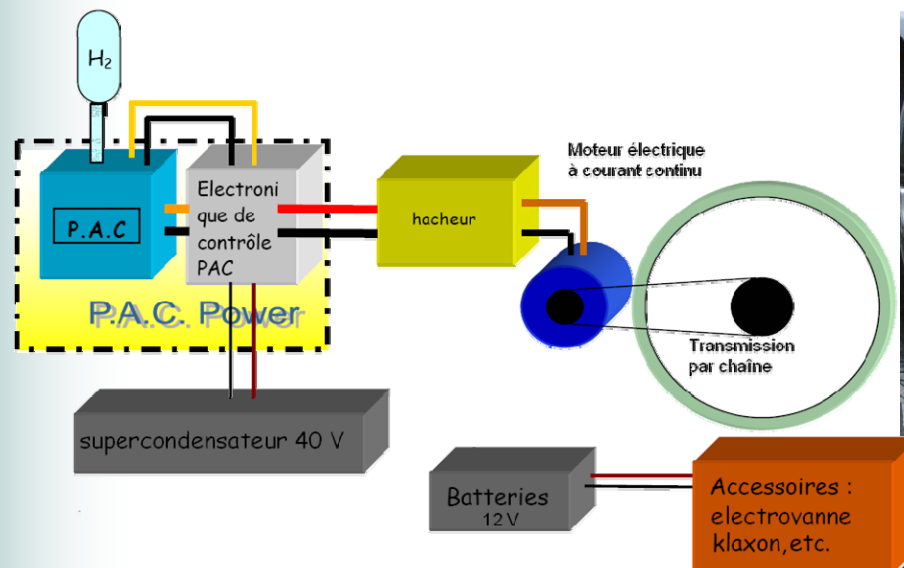 H₂
P.A.C
Electroni
que de
contrôle
PAC
hacheur
Moteur électrique
à courant continu
P.A.C. Power
Transmission
par chaîne
supercondensateur 40 V
Batteries
12V
Accessoires :
electrovanne
klaxon,etc.